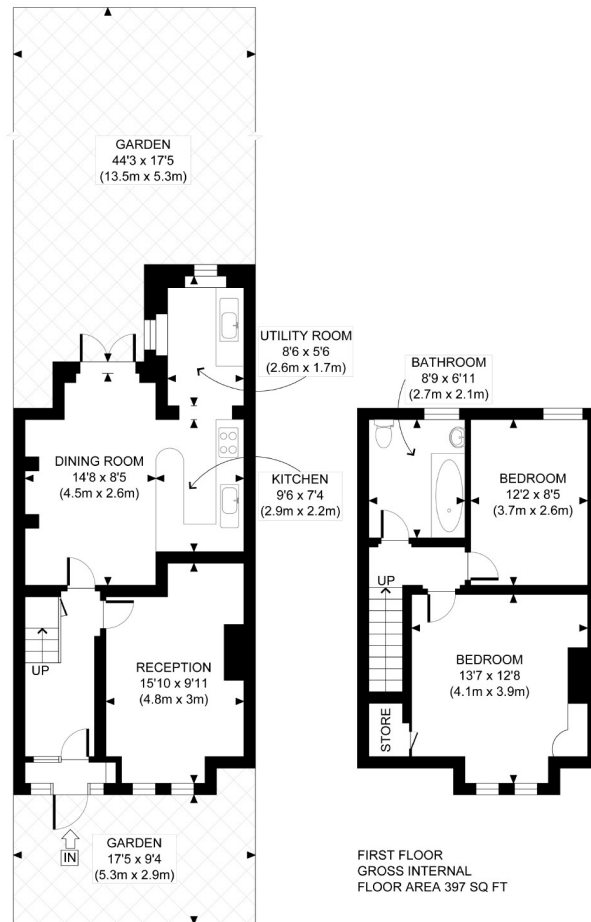 GARDEN
44'3 x 17'5
(13.5m x 5.3m)
UTILITY ROOM
8'6 x 5'6
(2.6m x 1.7m)
DINING ROOM
14'8 x 8'5
(4.5m x 2.6m)
KITCHEN
9'6 x 7'4
(2.9m x 2.2m)
UP
RECEPTION
15'10 x 9'11
(4.8m x 3m)
IN
GARDEN
17'5 x 9'4
(5.3m x 2.9m)
BATHROOM
8'9 x 6'11
(2.7m x 2.1m)
BEDROOM
12'2 x 8'5
(3.7m x 2.6m)
UP
BEDROOM
13'7 x 12'8
(4.1m x 3.9m)
STORE
FIRST FLOOR
GROSS INTERNAL
FLOOR AREA 397 SQ FT